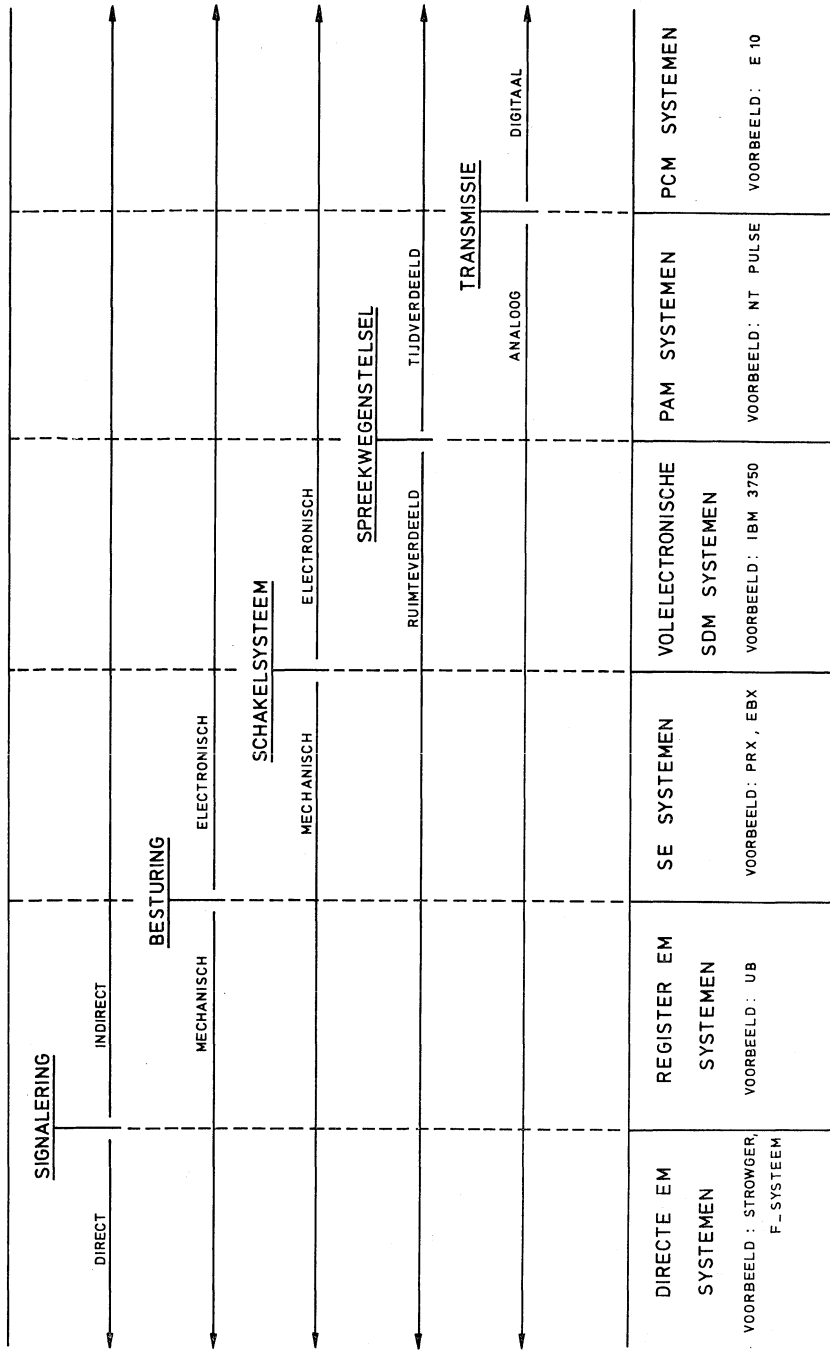 SIGNALERING
DIRECT
INDIRECT
BESTURING
MECHANISCH
ELECTRONISCH
SCHAKELSYSTEEM
MECHANISCH
ELECTRONISCH
SPREEKWEGENSTELSEL
RUIMTEVERDEELD
TIJDVERDEELD
TRANSMISSIE
ANALOOG
DIGITAAL
DIRECTE EM
SYSTEMEN
VOORBEELD : STROWGER,
F_SYSTEEM
REGISTER EM
SYSTEMEN
VOORBEELD: UB
SE SYSTEMEN
VOORBEELD: PRX, EBX
VOLELECTRONISCHE
SDM SYSTEMEN
VOORBEELD: IBM 3750
PAM SYSTEMEN
VOORBEELD: NT PULSE
PCM SYSTEMEN
VOORBEELD: E 10